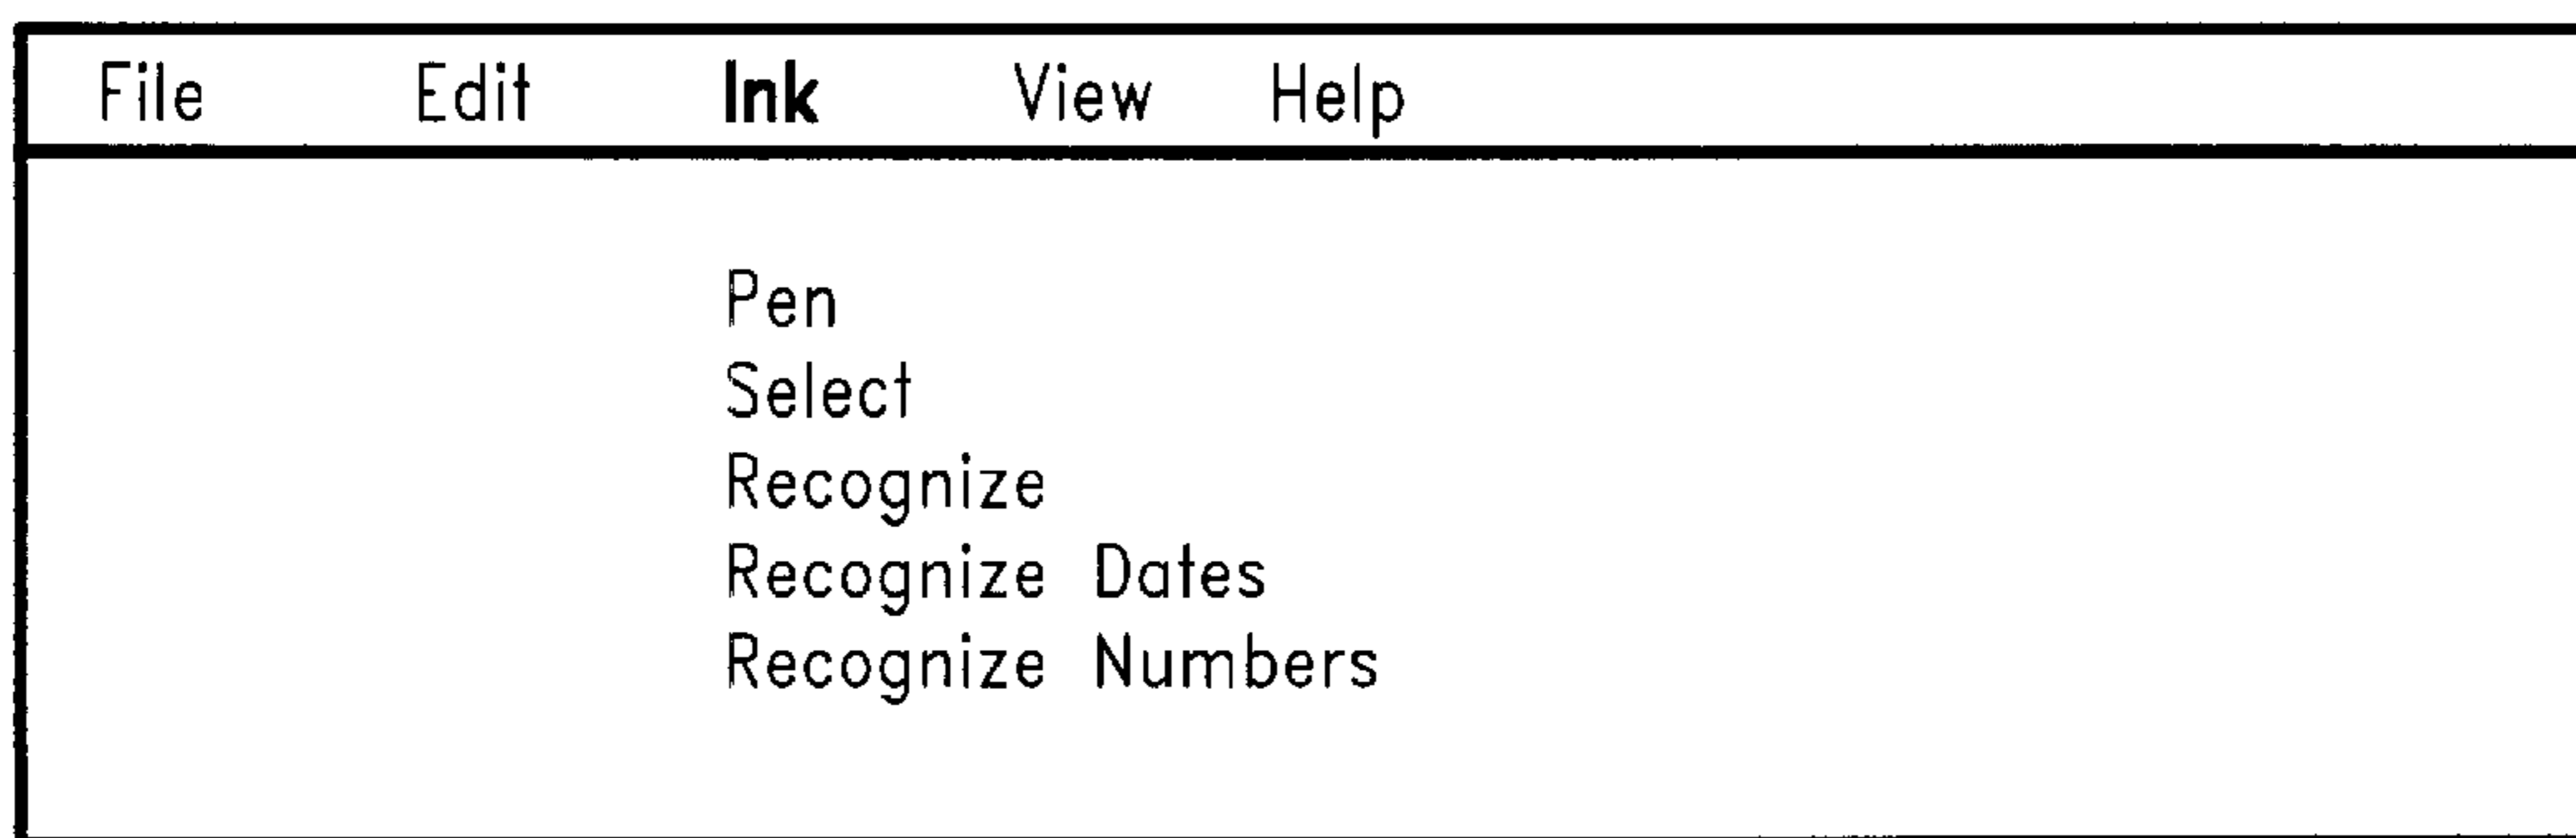 File Edit Ink View Help
Pen
Select
Recognize
Recognize Dates
Recognize Numbers